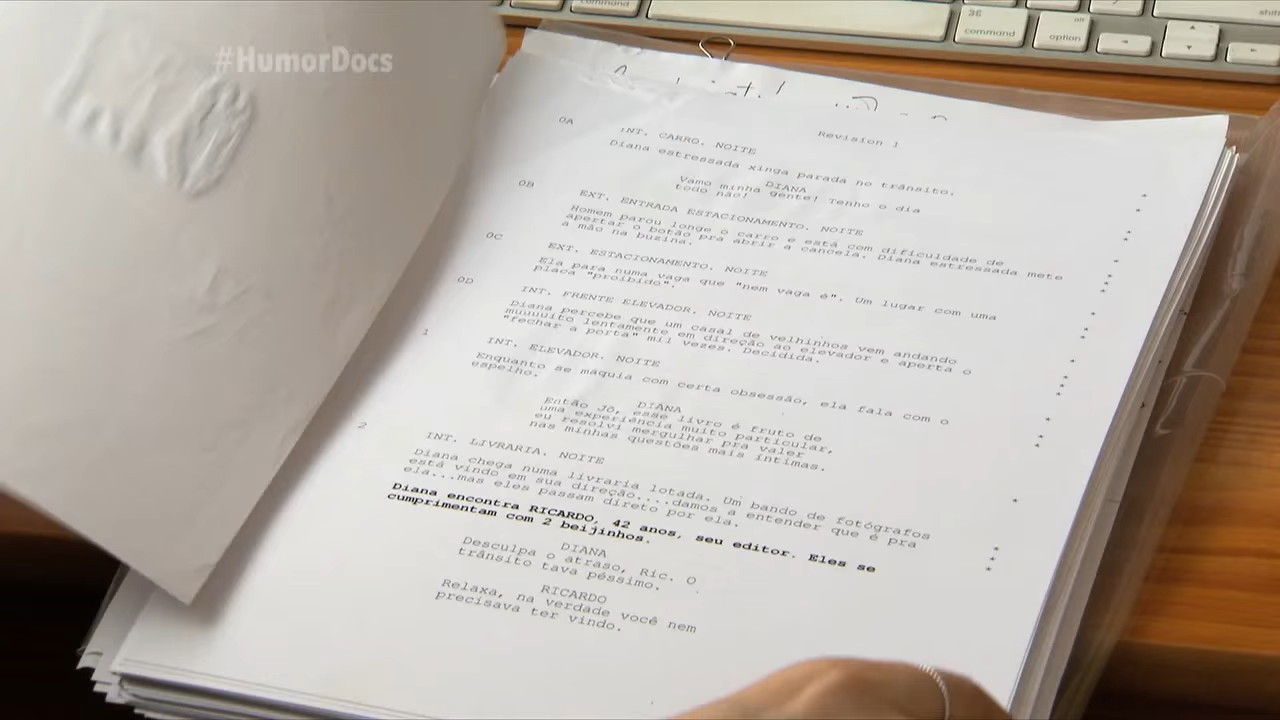 #HumorDocs
command
command
option
alt
shift
Revision 1
0A
INT. CARRO. NOITE
Diana estressada xinga parada no trânsito.
DIANA
Vamo minha gente! Tenho o dia
todo não!
0B
EXT. ENTRADA ESTACIONAMENTO. NOITE
Homem parou longe o carro e está com dificuldade de
apertar o botão pra abrir a cancela. Diana estressada mete
a mão na buzina.
0C
EXT. ESTACIONAMENTO. NOITE
Ela para numa vaga que "nem vaga é". Um lugar com uma
placa "proibido".
0D
INT. FRENTE ELEVADOR. NOITE
Diana percebe que um casal de velhinhos vem andando
muuuuito lentamente em direção ao elevador e aperta o
"fechar a porta" mil vezes. Decidida.
1
INT. ELEVADOR. NOITE
Enquanto se máquia com certa obsessão, ela fala com o
espelho.
DIANA
Então Jô, esse livro é fruto de
uma experiência muito particular,
eu resolvi mergulhar pra valer
nas minhas questões mais íntimas.
2
INT. LIVRARIA. NOITE
Diana chega numa livraria lotada. Um bando de fotógrafos
está vindo em sua direção....damos a entender que é pra
ela...mas eles passam direto por ela.
Diana encontra RICARDO, 42 anos, seu editor. Eles se
cumprimentam com 2 beijinhos.
DIANA
Desculpa o atraso, Ric. O
trânsito tava péssimo.
RICARDO
Relaxa, na verdade você nem
precisava ter vindo.